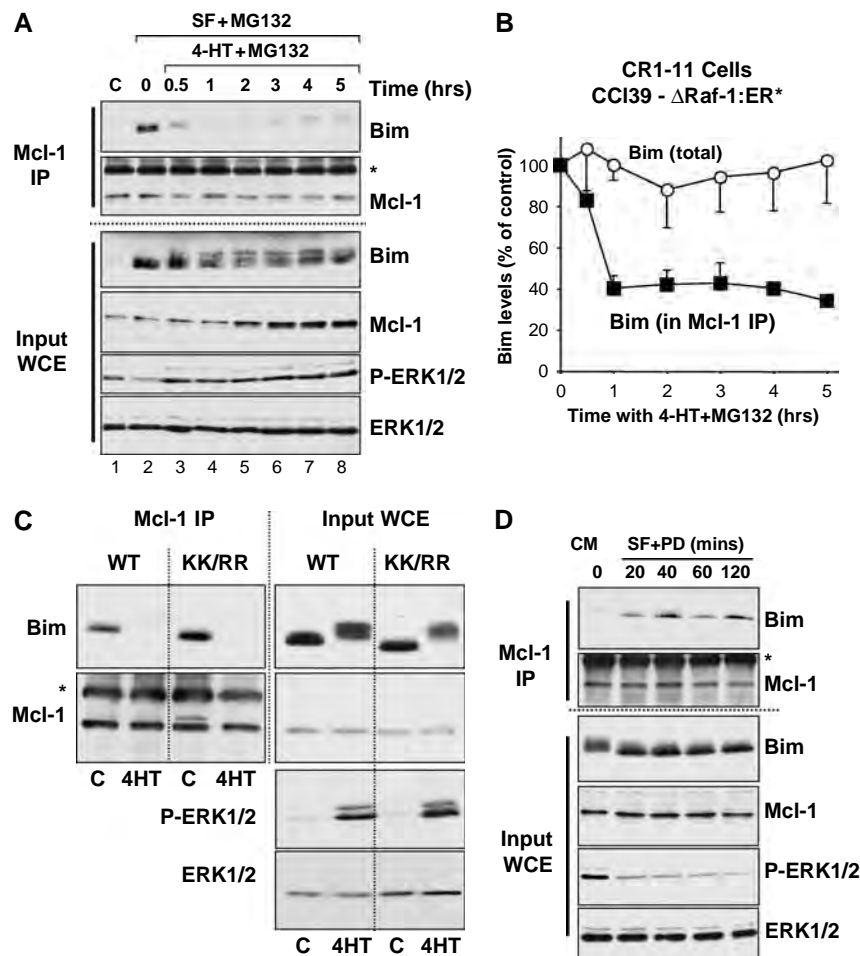 A
SF+MG132
4-HT+MG132
C 0 0.5 1 2 3 4 5 Time (hrs)
Mcl-1 IP
Bim
*
Mcl-1
Input WCE
Bim
Mcl-1
P-ERK1/2
ERK1/2
1 2 3 4 5 6 7 8
B
CR1-11 Cells
CCl39 - ΔRaf-1:ER*
Bim levels (% of control)
100
80
60
40
20
0
Bim (total)
Bim (in Mcl-1 IP)
0 1 2 3 4 5
Time with 4-HT+MG132 (hrs)
C
Mcl-1 IP Input WCE
WT KK/RR WT KK/RR
Bim
*
Mcl-1
C 4HT C 4HT
P-ERK1/2
ERK1/2
C 4HT C 4HT
D
CM SF+PD (mins)
0 20 40 60 120
Mcl-1 IP
Bim
*
Mcl-1
Input WCE
Bim
Mcl-1
P-ERK1/2
ERK1/2